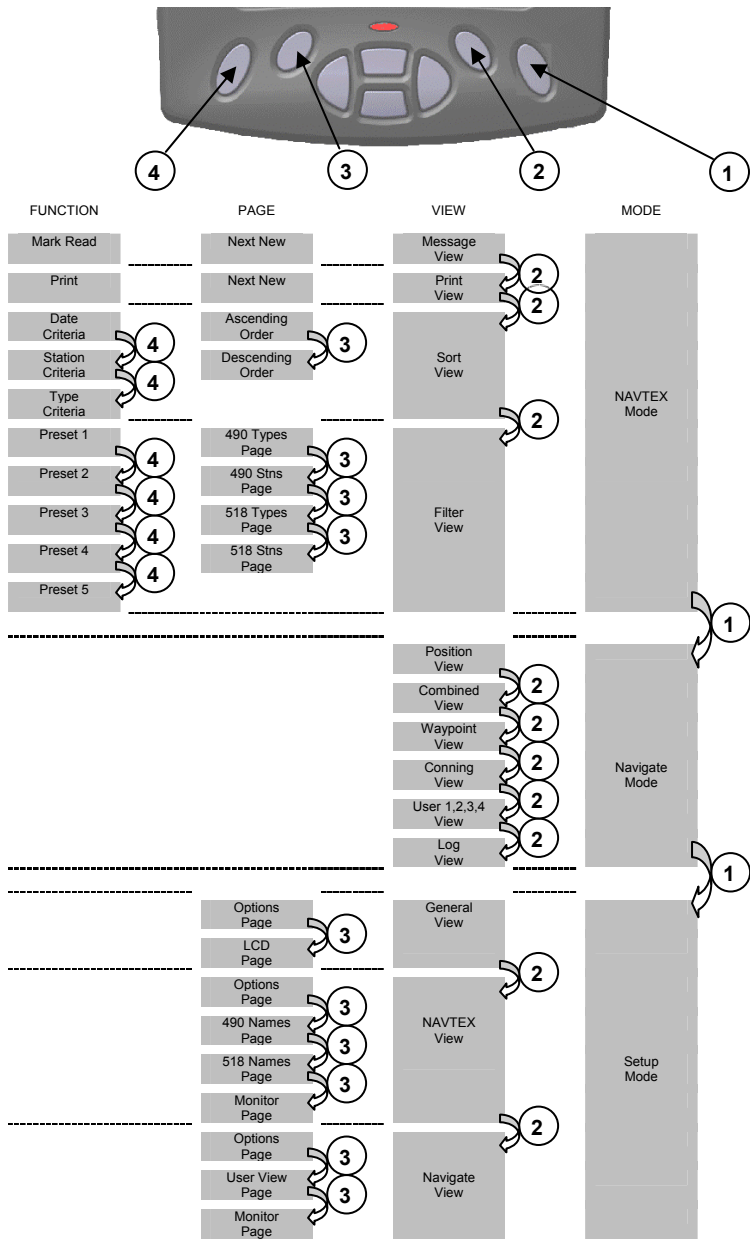 4
3
2
1
FUNCTION PAGE VIEW MODE
Mark Read Next New Message
View
2
Print Next New Print
View
2
Date
Criteria
Ascending
Order
4
3
Station
Criteria
Descending
Order
4
Type
Criteria
Sort
View
2
NAVTEX
Mode
Preset 1
490 Types
Page
4
3
Preset 2
490 Stns
Page
4
3
Preset 3
518 Types
Page
4
3
Preset 4
518 Stns
Page
4
Preset 5
Filter
View
1
Position
View
2
Combined
View
2
Waypoint
View
2
Conning
View
2
User 1,2,3,4
View
2
Log
View
Navigate
Mode
1
Options
Page
3
LCD
Page
General
View
2
Options
Page
3
490 Names
Page
3
518 Names
Page
3
Monitor
Page
NAVTEX
View
2
Setup
Mode
Options
Page
3
User View
Page
3
Monitor
Page
Navigate
View